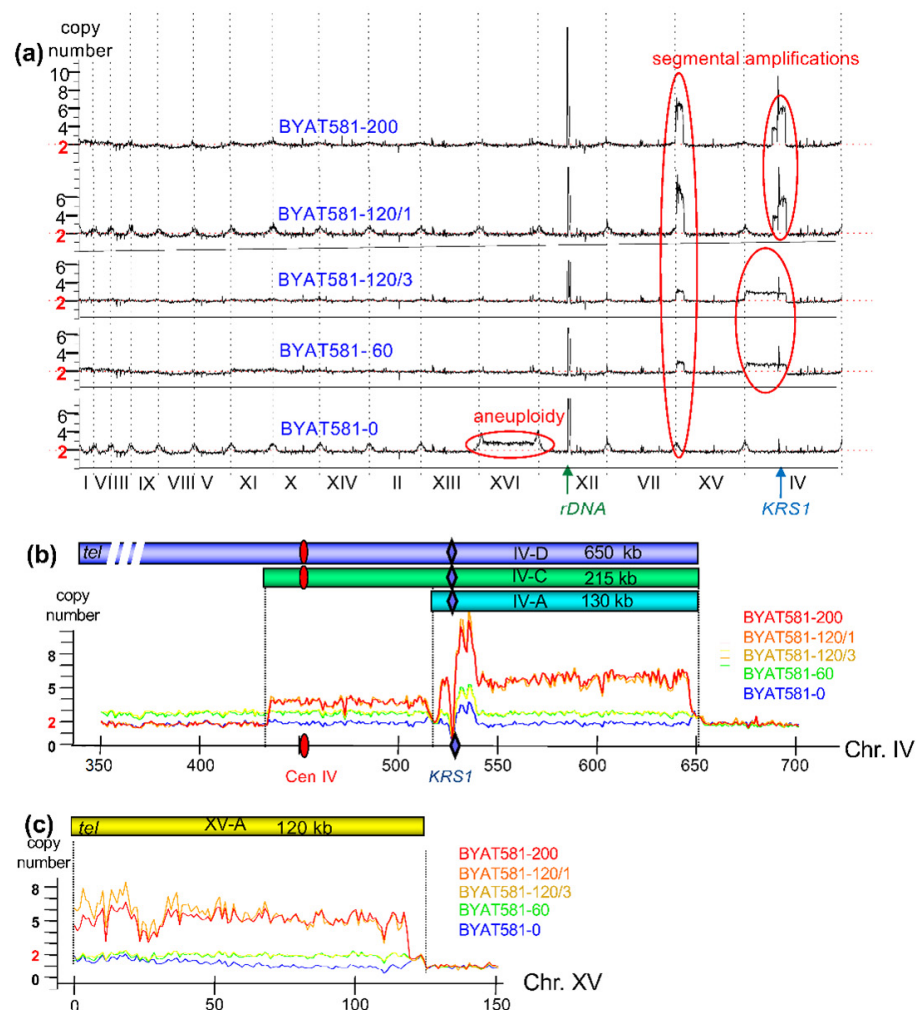 (a)
copy
number
segmental amplifications
10
8
6
4
2
BYAT581-200
6
4
2
BYAT581-120/1
6
4
2
BYAT581-120/3
6
4
2
BYAT581-60
6
4
2
BYAT581-0
aneuploidy
I VI III IX VIII V XI X XIV II XIII XVI XII VII XV IV
rDNA
KRS1
(b)
tel
IV-D 650 kb
IV-C 215 kb
IV-A 130 kb
copy
number
8
5
2
0
BYAT581-200
BYAT581-120/1
BYAT581-120/3
BYAT581-60
BYAT581-0
Chr. IV
350 400 500 550 600 650 700
Cen IV
KRS1
(c)
tel XV-A 120 kb
copy
number
8
5
2
0
BYAT581-200
BYAT581-120/1
BYAT581-120/3
BYAT581-60
BYAT581-0
Chr. XV
0 50 100 150